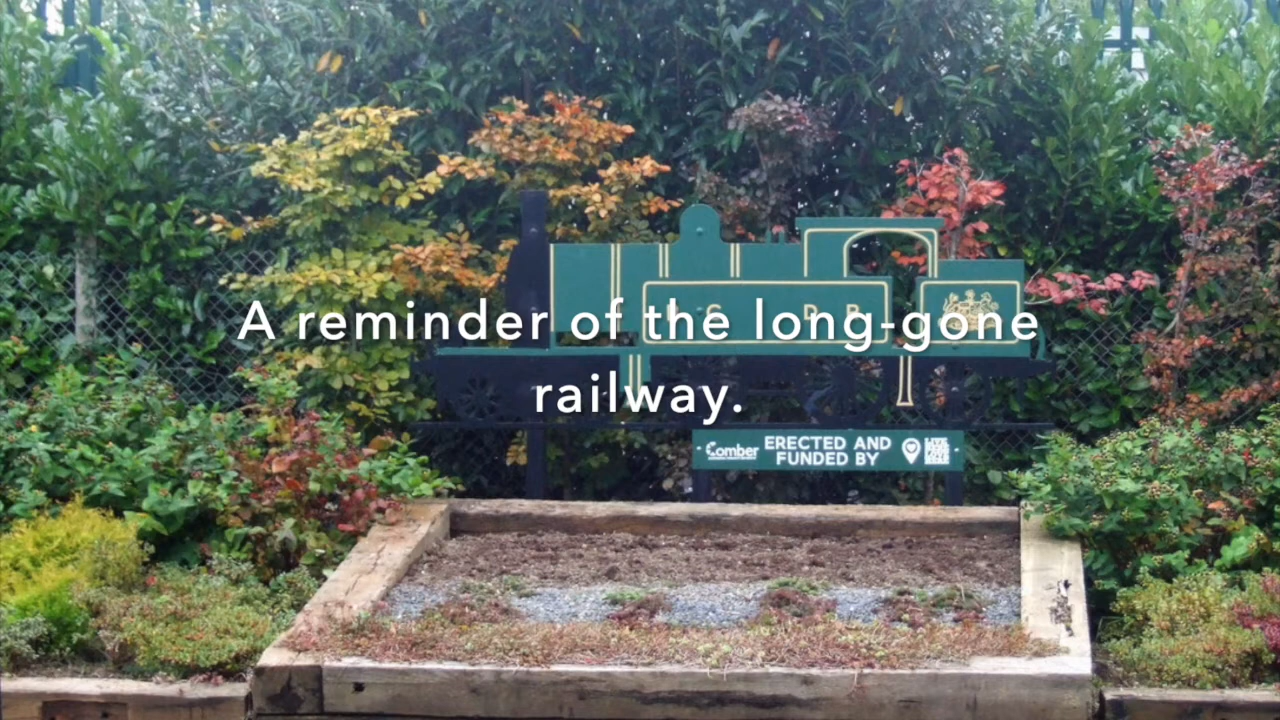 A reminder of the long-gone
railway.
Comber
ERECTED AND
FUNDED BY